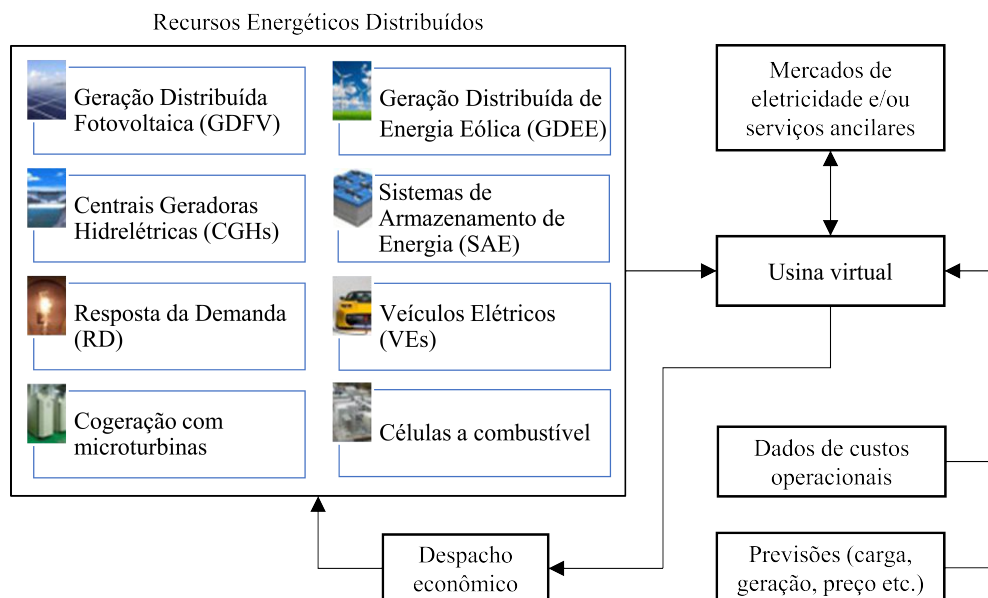 Recursos Energéticos Distribuídos
Geração Distribuída
Fotovoltaica (GDFV)
Geração Distribuída de
Energia Eólica (GDEE)
Centrais Geradoras
Hidrelétricas (CGHs)
Sistemas de
Armazenamento de
Energia (SAE)
Resposta da Demanda
(RD)
Veículos Elétricos
(VEs)
Cogeração com
microturbinas
Células a combustível
Mercados de
eletricidade e/ou
serviços ancilares
Usina virtual
Dados de custos
operacionais
Despacho
econômico
Previsões (carga,
geração, preço etc.)